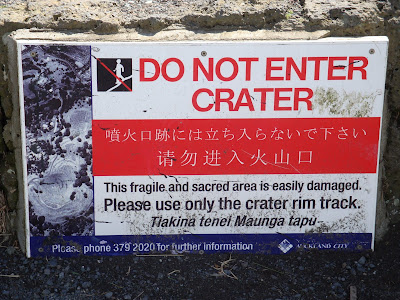 DO NOT ENTER
CRATER
噴火口跡には立ち入らないで下さい
请勿进入火山口
This fragile and sacred area is easily damaged.
Please use only the crater rim track.
Tiakina tenei Maunga tapu
Please phone 379 2020 for further information
AUCKLAND CITY